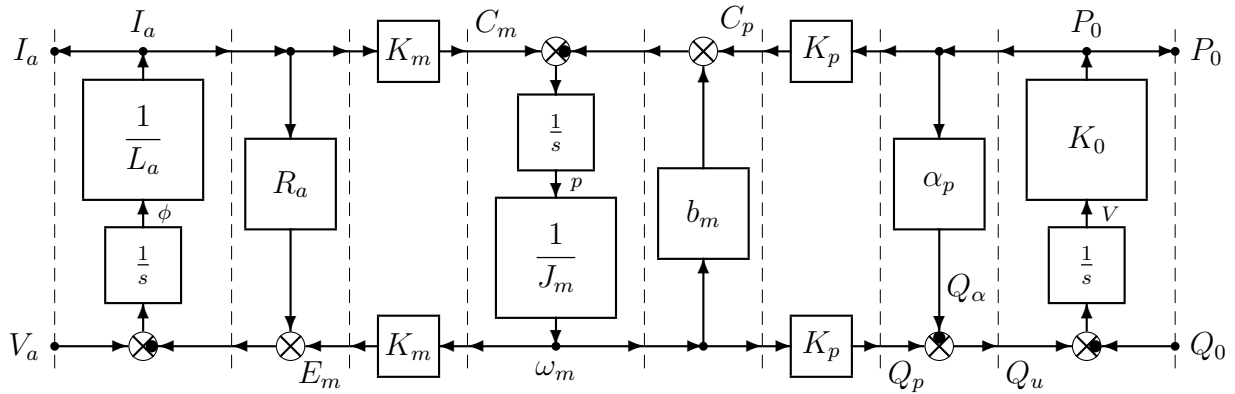 I_a
I_a
K_m
C_m
C_p
K_p
P_0
P_0
1/L_a
ϕ
1/s
R_a
1/s
p
1/J_m
b_m
α_p
Q_α
K_0
V
1/s
V_a
E_m
K_m
ω_m
K_p
Q_p
Q_u
Q_0